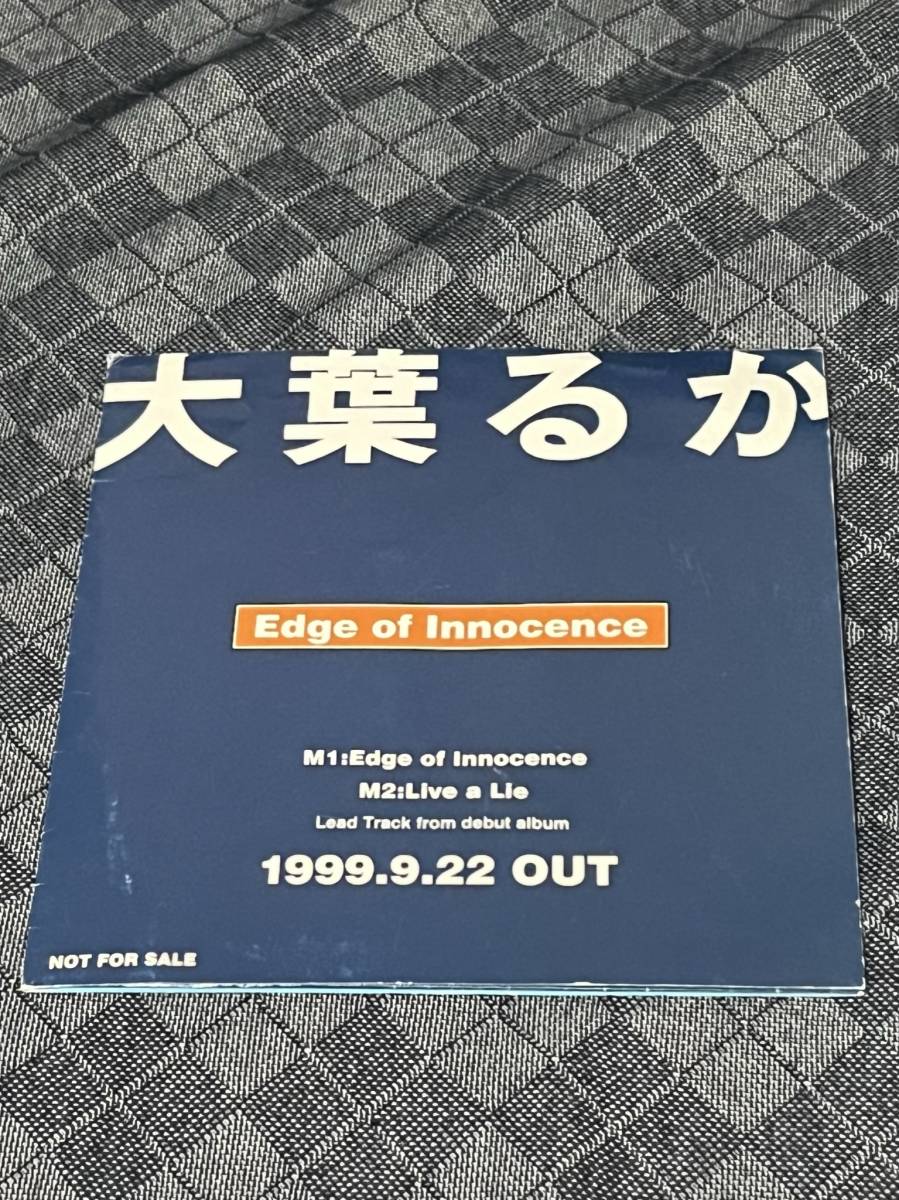 大葉るか
Edge of Innocence
M1:Edge of Innocence
M2:Live a Lie
Lead Track from debut album
1999.9.22 OUT
NOT FOR SALE